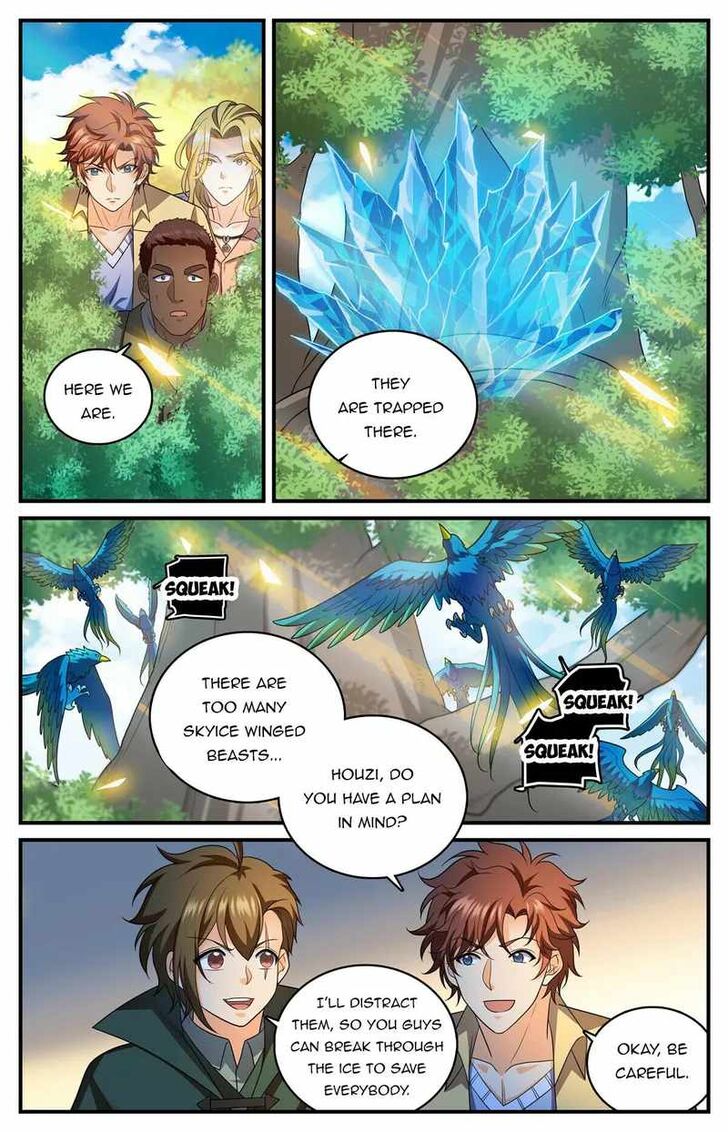 HERE WE
ARE.
THEY
ARE TRAPPED
THERE.
SQUEAK!
THERE ARE
TOO MANY
SKYICE WINGED
BEASTS...
SQUEAK!
SQUEAK!
HOUZI, DO
YOU HAVE A PLAN
IN MIND?
I'LL DISTRACT
THEM, SO YOU GUYS
CAN BREAK THROUGH
THE ICE TO SAVE
EVERYBODY.
OKAY, BE
CAREFUL.